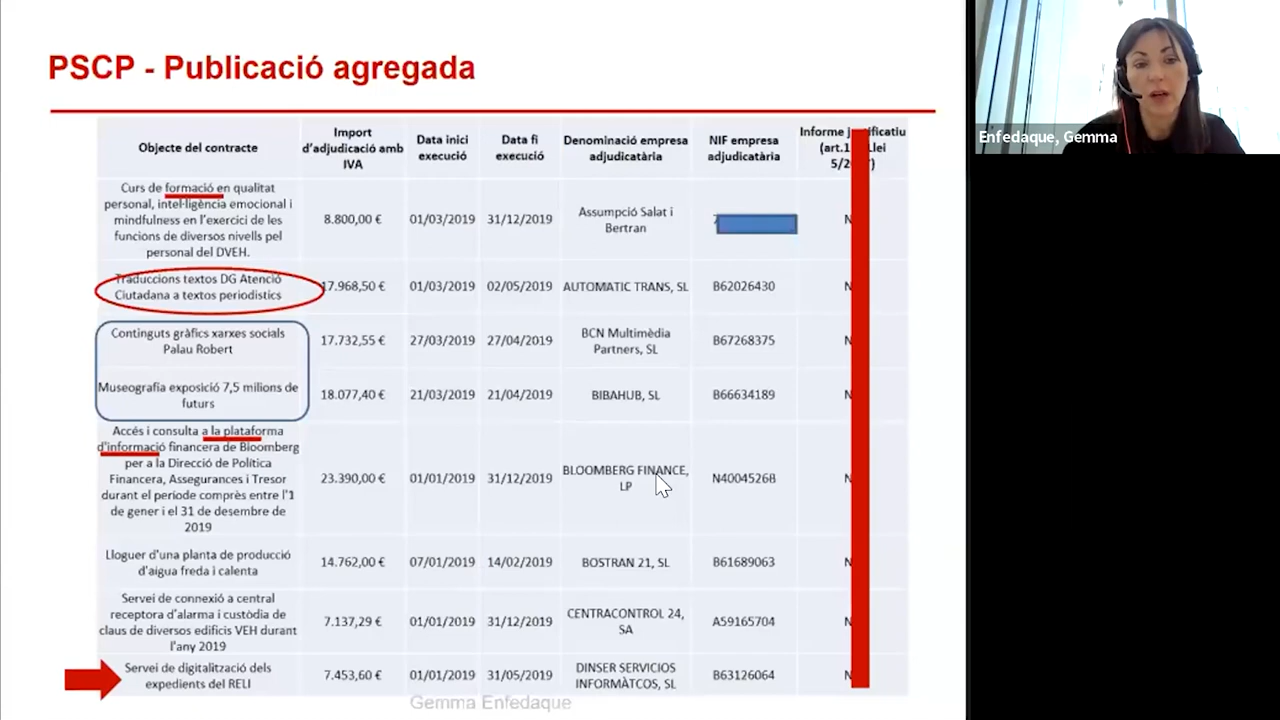 PSCP - Publicació agregada
Enfedaque, Gemma
Objecte del contracte
Import
d'adjudicació amb
IVA
Data inici
execució
Data fi
execució
Denominació empresa
adjudicatària
NIF empresa
adjudicatària
Informe
(art.1 Llei
Curs de formació en qualitat
personal, intel·ligència emocional i
mindfulness en l'exercici de les
funcions de diversos nivells pel
personal del DVEH.
8.800,00 €
01/03/2019
31/12/2019
Assumpció Salat i
Bertran
Traduccions textos DG Atenció
Ciutadana a textos periodístics
17.968,50 €
01/03/2019
02/05/2019
AUTOMATIC TRANS, SL
B62026430
N
Continguts gràfics xarxes socials
Palau Robert
17.732,55 €
27/03/2019
27/04/2019
BCN Multimèdia
Partners, SL
B67268375
N
Museografia exposició 7,5 milions de
futurs
18.077,40 €
21/03/2019
21/04/2019
BIBAHUB, SL
B66634189
N
Accés i consulta a la plataforma
d'informació financera de Bloomberg
per a la Direcció de Política
Financera, Assegurances i Tresor
durant el període comprès entre l'1
de gener i el 31 de desembre de
2019
23.390,00 €
01/01/2019
31/12/2019
BLOOMBERG FINANCE,
LP
N4004526B
N
Lloguer d'una planta de producció
d'aigua freda i calenta
14.762,00 €
07/01/2019
14/02/2019
BOSTRAN 21, SL
B61689063
N
Servei de connexió a central
receptora d'alarma i custòdia de
claus de diversos edificis VEH durant
l'any 2019
7.137,29 €
01/01/2019
31/12/2019
CENTRACONTROL 24,
SA
A59165704
N
Servei de digitalització dels
expedients del RELI
7.453,60 €
01/01/2019
31/05/2019
DINSER SERVICIOS
INFORMÀTCOS, SL
B63126064
N
Gemma Enfedaque